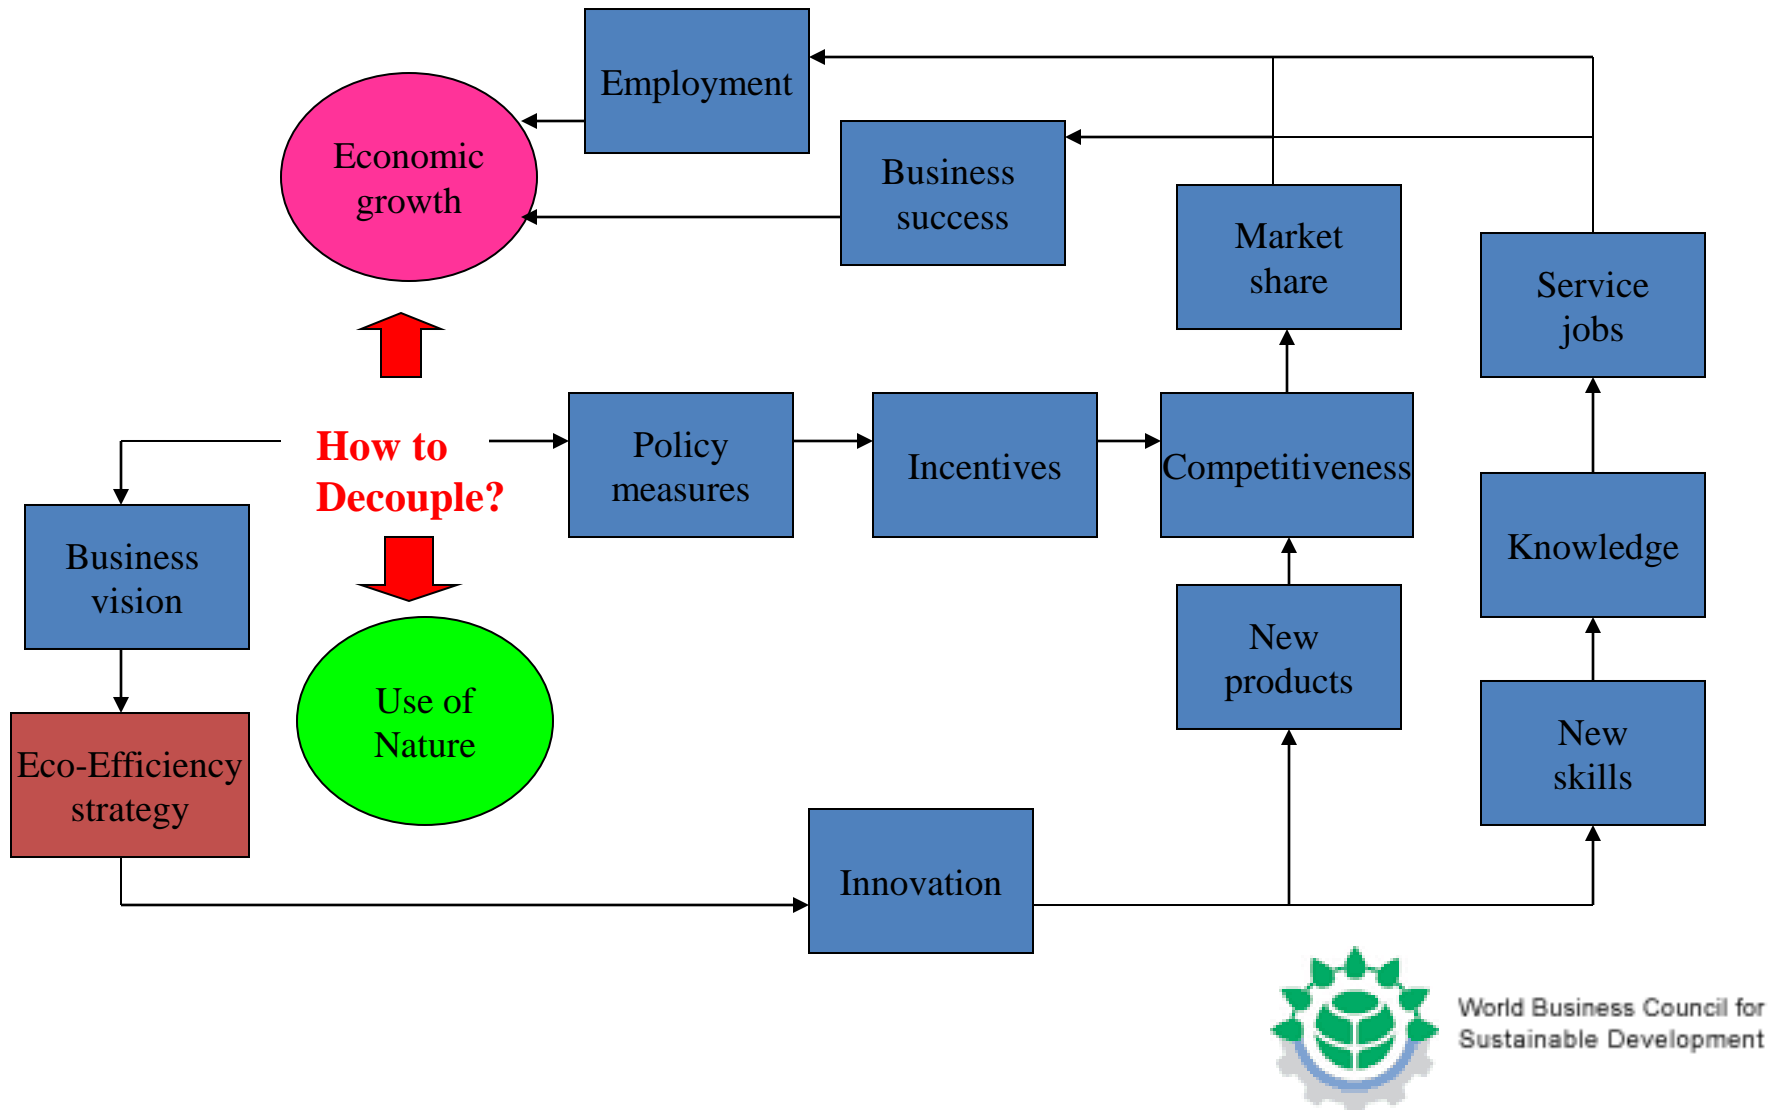 Employment
Economic
growth
Business
success
Market
share
Service
jobs
How to
Decouple?
Policy
measures
Incentives
Competitiveness
Knowledge
Business
vision
New
products
Use of
Nature
New
skills
Eco-Efficiency
strategy
Innovation
World Business Council for
Sustainable Development